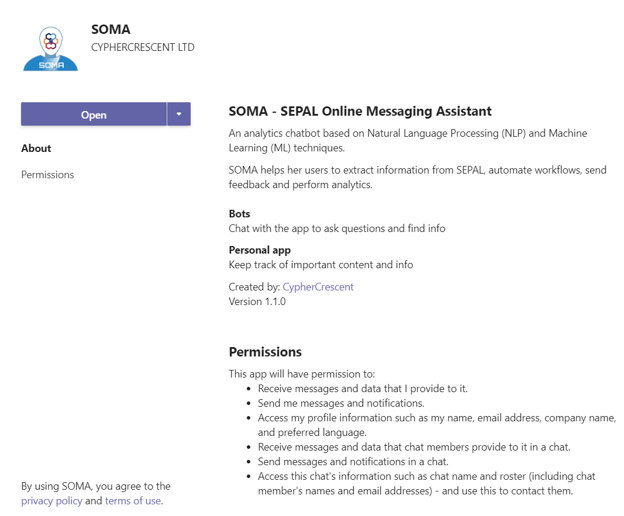 SOMA
CYPHERCRESCENT LTD
SOMA
Open
About
Permissions
SOMA - SEPAL Online Messaging Assistant
An analytics chatbot based on Natural Language Processing (NLP) and Machine
Learning (ML) techniques.
SOMA helps her users to extract information from SEPAL, automate workflows, send
feedback and perform analytics.
Bots
Chat with the app to ask questions and find info
Personal app
Keep track of important content and info
Created by: CypherCrescent
Version 1.1.0
Permissions
This app will have permission to:
• Receive messages and data that I provide to it.
• Send me messages and notifications.
• Access my profile information such as my name, email address, company name,
and preferred language.
• Receive messages and data that chat members provide to it in a chat.
• Send messages and notifications in a chat.
• Access this chat's information such as chat name and roster (including chat
member's names and email addresses) - and use this to contact them.
By using SOMA, you agree to the
privacy policy and terms of use.